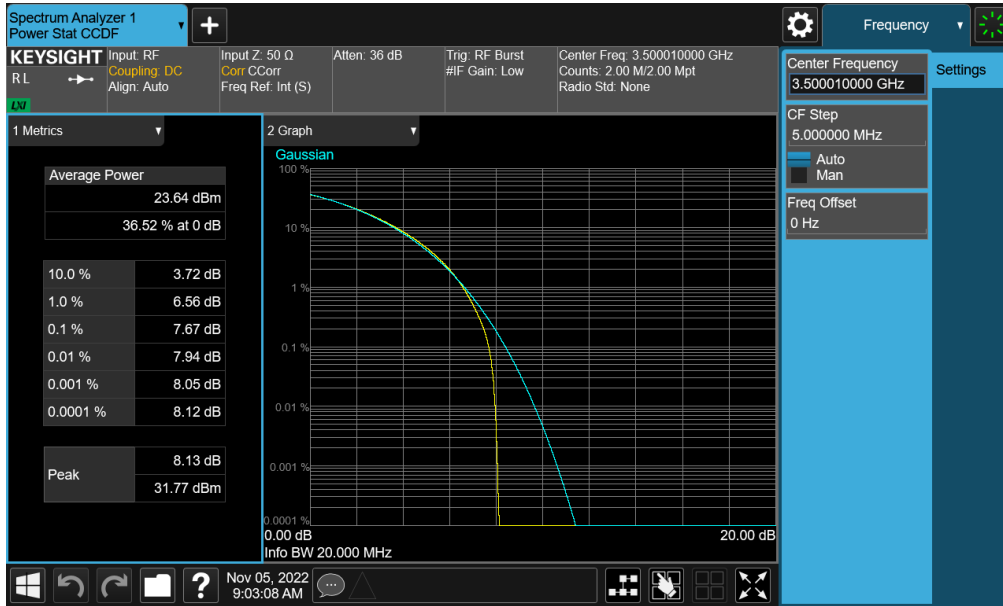 Spectrum Analyzer 1
Power Stat CCDF
Frequency
KEYSIGHT
R L
LXI
Input: RF
Coupling: DC
Align: Auto
Input Z: 50 Ω
Corr CCorr
Freq Ref: Int (S)
Atten: 36 dB
Trig: RF Burst
#IF Gain: Low
Center Freq: 3.500010000 GHz
Counts: 2.00 M/2.00 Mpt
Radio Std: None
Center Frequency
3.500010000 GHz
Settings
CF Step
5.000000 MHz
Auto
Man
Freq Offset
0 Hz
1 Metrics
Average Power
23.64 dBm
36.52 % at 0 dB
10.0 % 3.72 dB
1.0 % 6.56 dB
0.1 % 7.67 dB
0.01 % 7.94 dB
0.001 % 8.05 dB
0.0001 % 8.12 dB
Peak
8.13 dB
31.77 dBm
2 Graph
Gaussian
100 %
10 %
1 %
0.1 %
0.01 %
0.001 %
0.0001 %
0.00 dB 20.00 dB
Info BW 20.000 MHz
?
Nov 05, 2022
9:03:08 AM